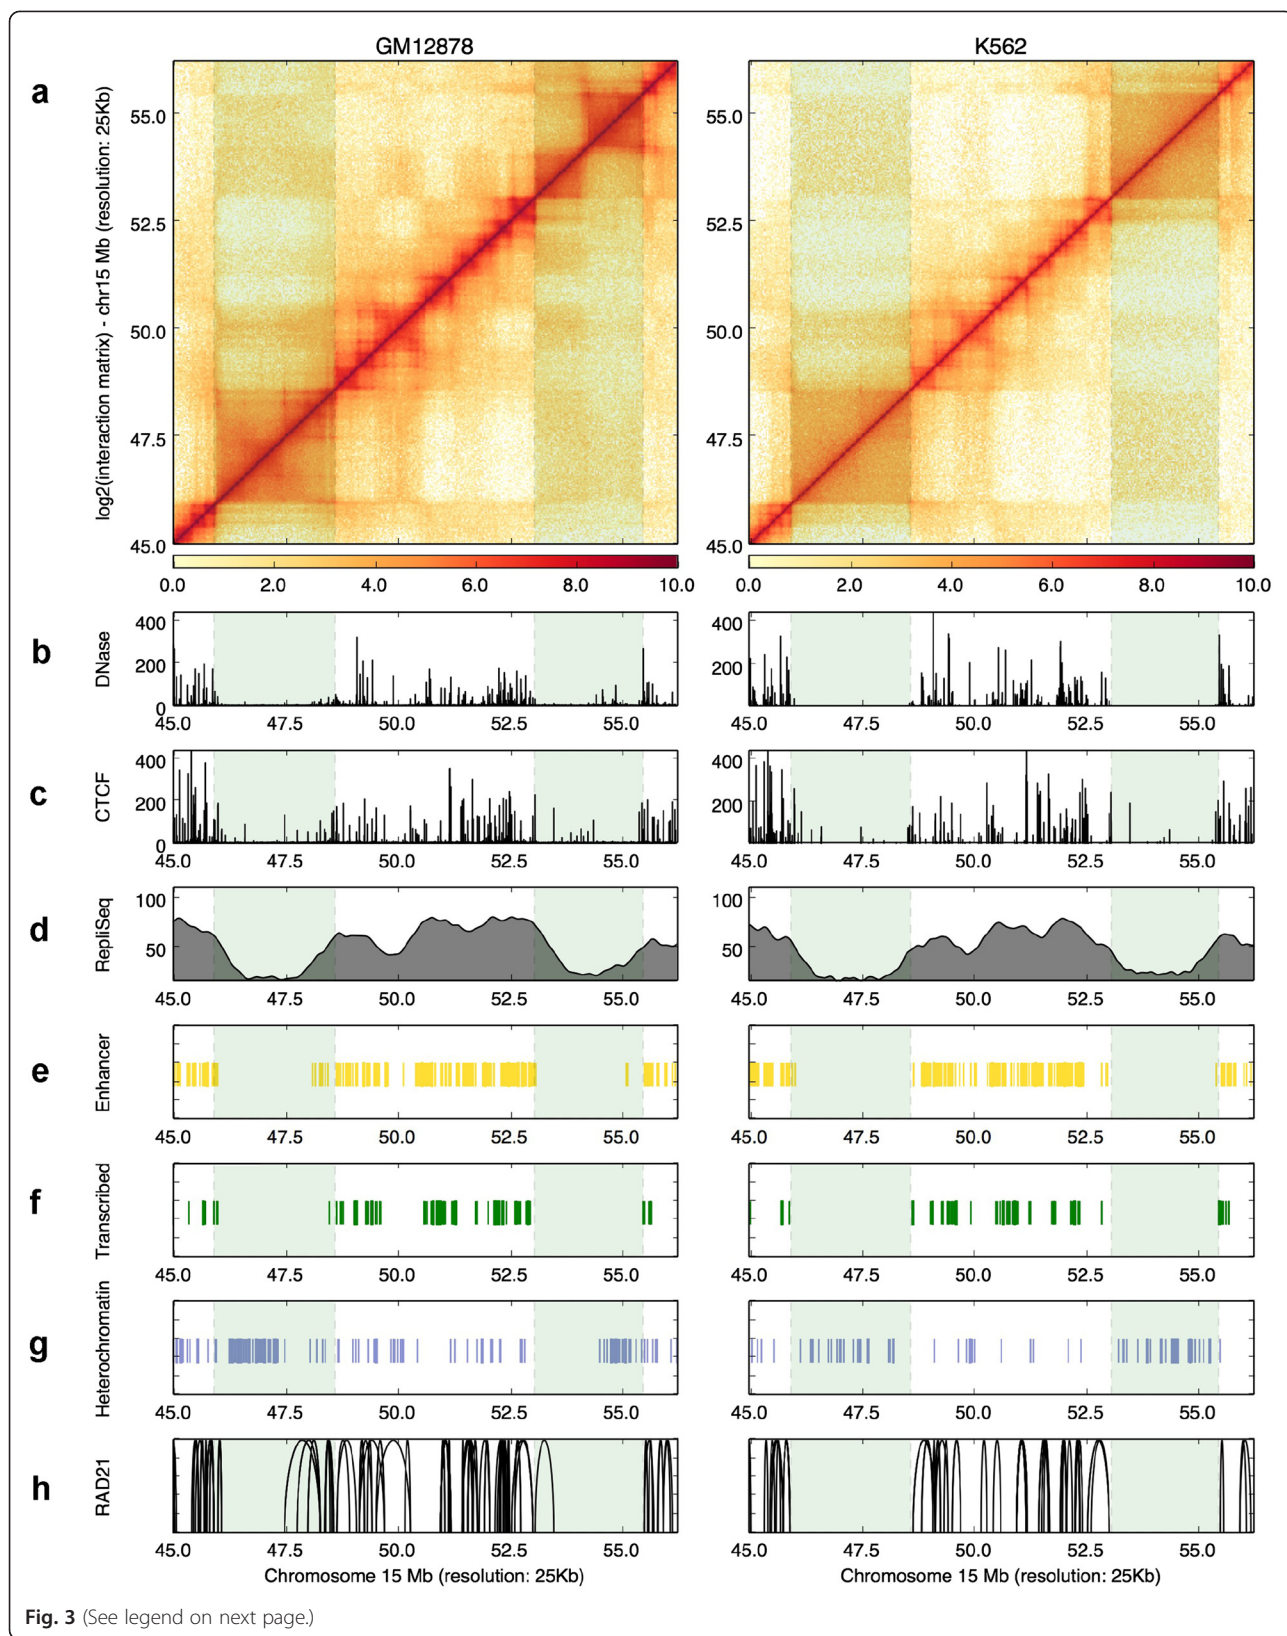 GM12878
K562
a
log2(interaction matrix) - chr15 Mb (resolution: 25Kb)
55.0
52.5
50.0
47.5
45.0
55.0
52.5
50.0
47.5
45.0
0.0 2.0 4.0 6.0 8.0 10.0
0.0 2.0 4.0 6.0 8.0 10.0
b
DNase
400
200
0
45.0 47.5 50.0 52.5 55.0
400
200
0
45.0 47.5 50.0 52.5 55.0
c
CTCF
400
200
0
45.0 47.5 50.0 52.5 55.0
400
200
0
45.0 47.5 50.0 52.5 55.0
d
RepliSeq
100
50
45.0 47.5 50.0 52.5 55.0
100
50
45.0 47.5 50.0 52.5 55.0
e
Enhancer
45.0 47.5 50.0 52.5 55.0
45.0 47.5 50.0 52.5 55.0
f
Transcribed
45.0 47.5 50.0 52.5 55.0
45.0 47.5 50.0 52.5 55.0
g
Heterochromatin
45.0 47.5 50.0 52.5 55.0
45.0 47.5 50.0 52.5 55.0
h
RAD21
45.0 47.5 50.0 52.5 55.0
45.0 47.5 50.0 52.5 55.0
Chromosome 15 Mb (resolution: 25Kb)
Chromosome 15 Mb (resolution: 25Kb)
Fig. 3 (See legend on next page.)